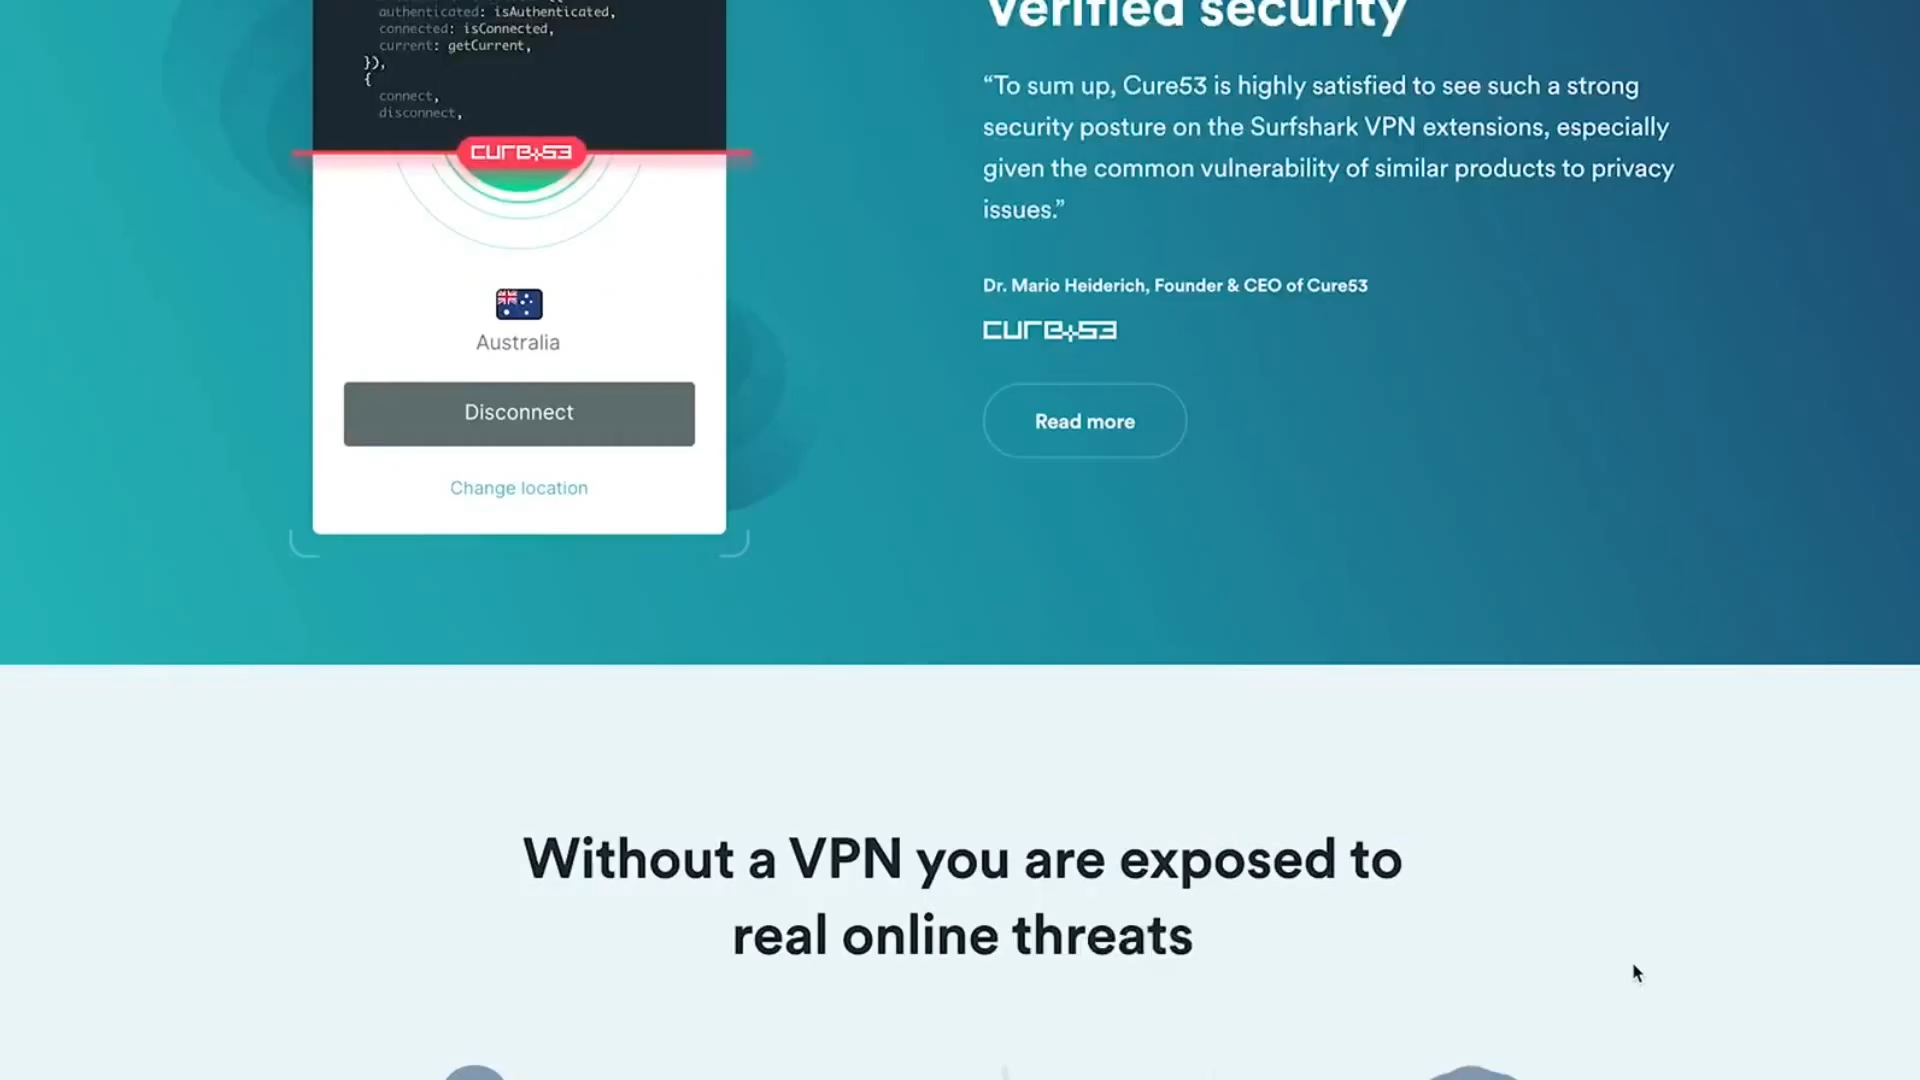 authenticated: isAuthenticated,
connected: isConnected,
current: getCurrent,
}),
{
connect,
disconnect,
CURE53
Australia
Disconnect
Change location
Verified security
“To sum up, Cure53 is highly satisfied to see such a strong
security posture on the Surfshark VPN extensions, especially
given the common vulnerability of similar products to privacy
issues.”
Dr. Mario Heiderich, Founder & CEO of Cure53
CURE53
Read more
Without a VPN you are exposed to
real online threats